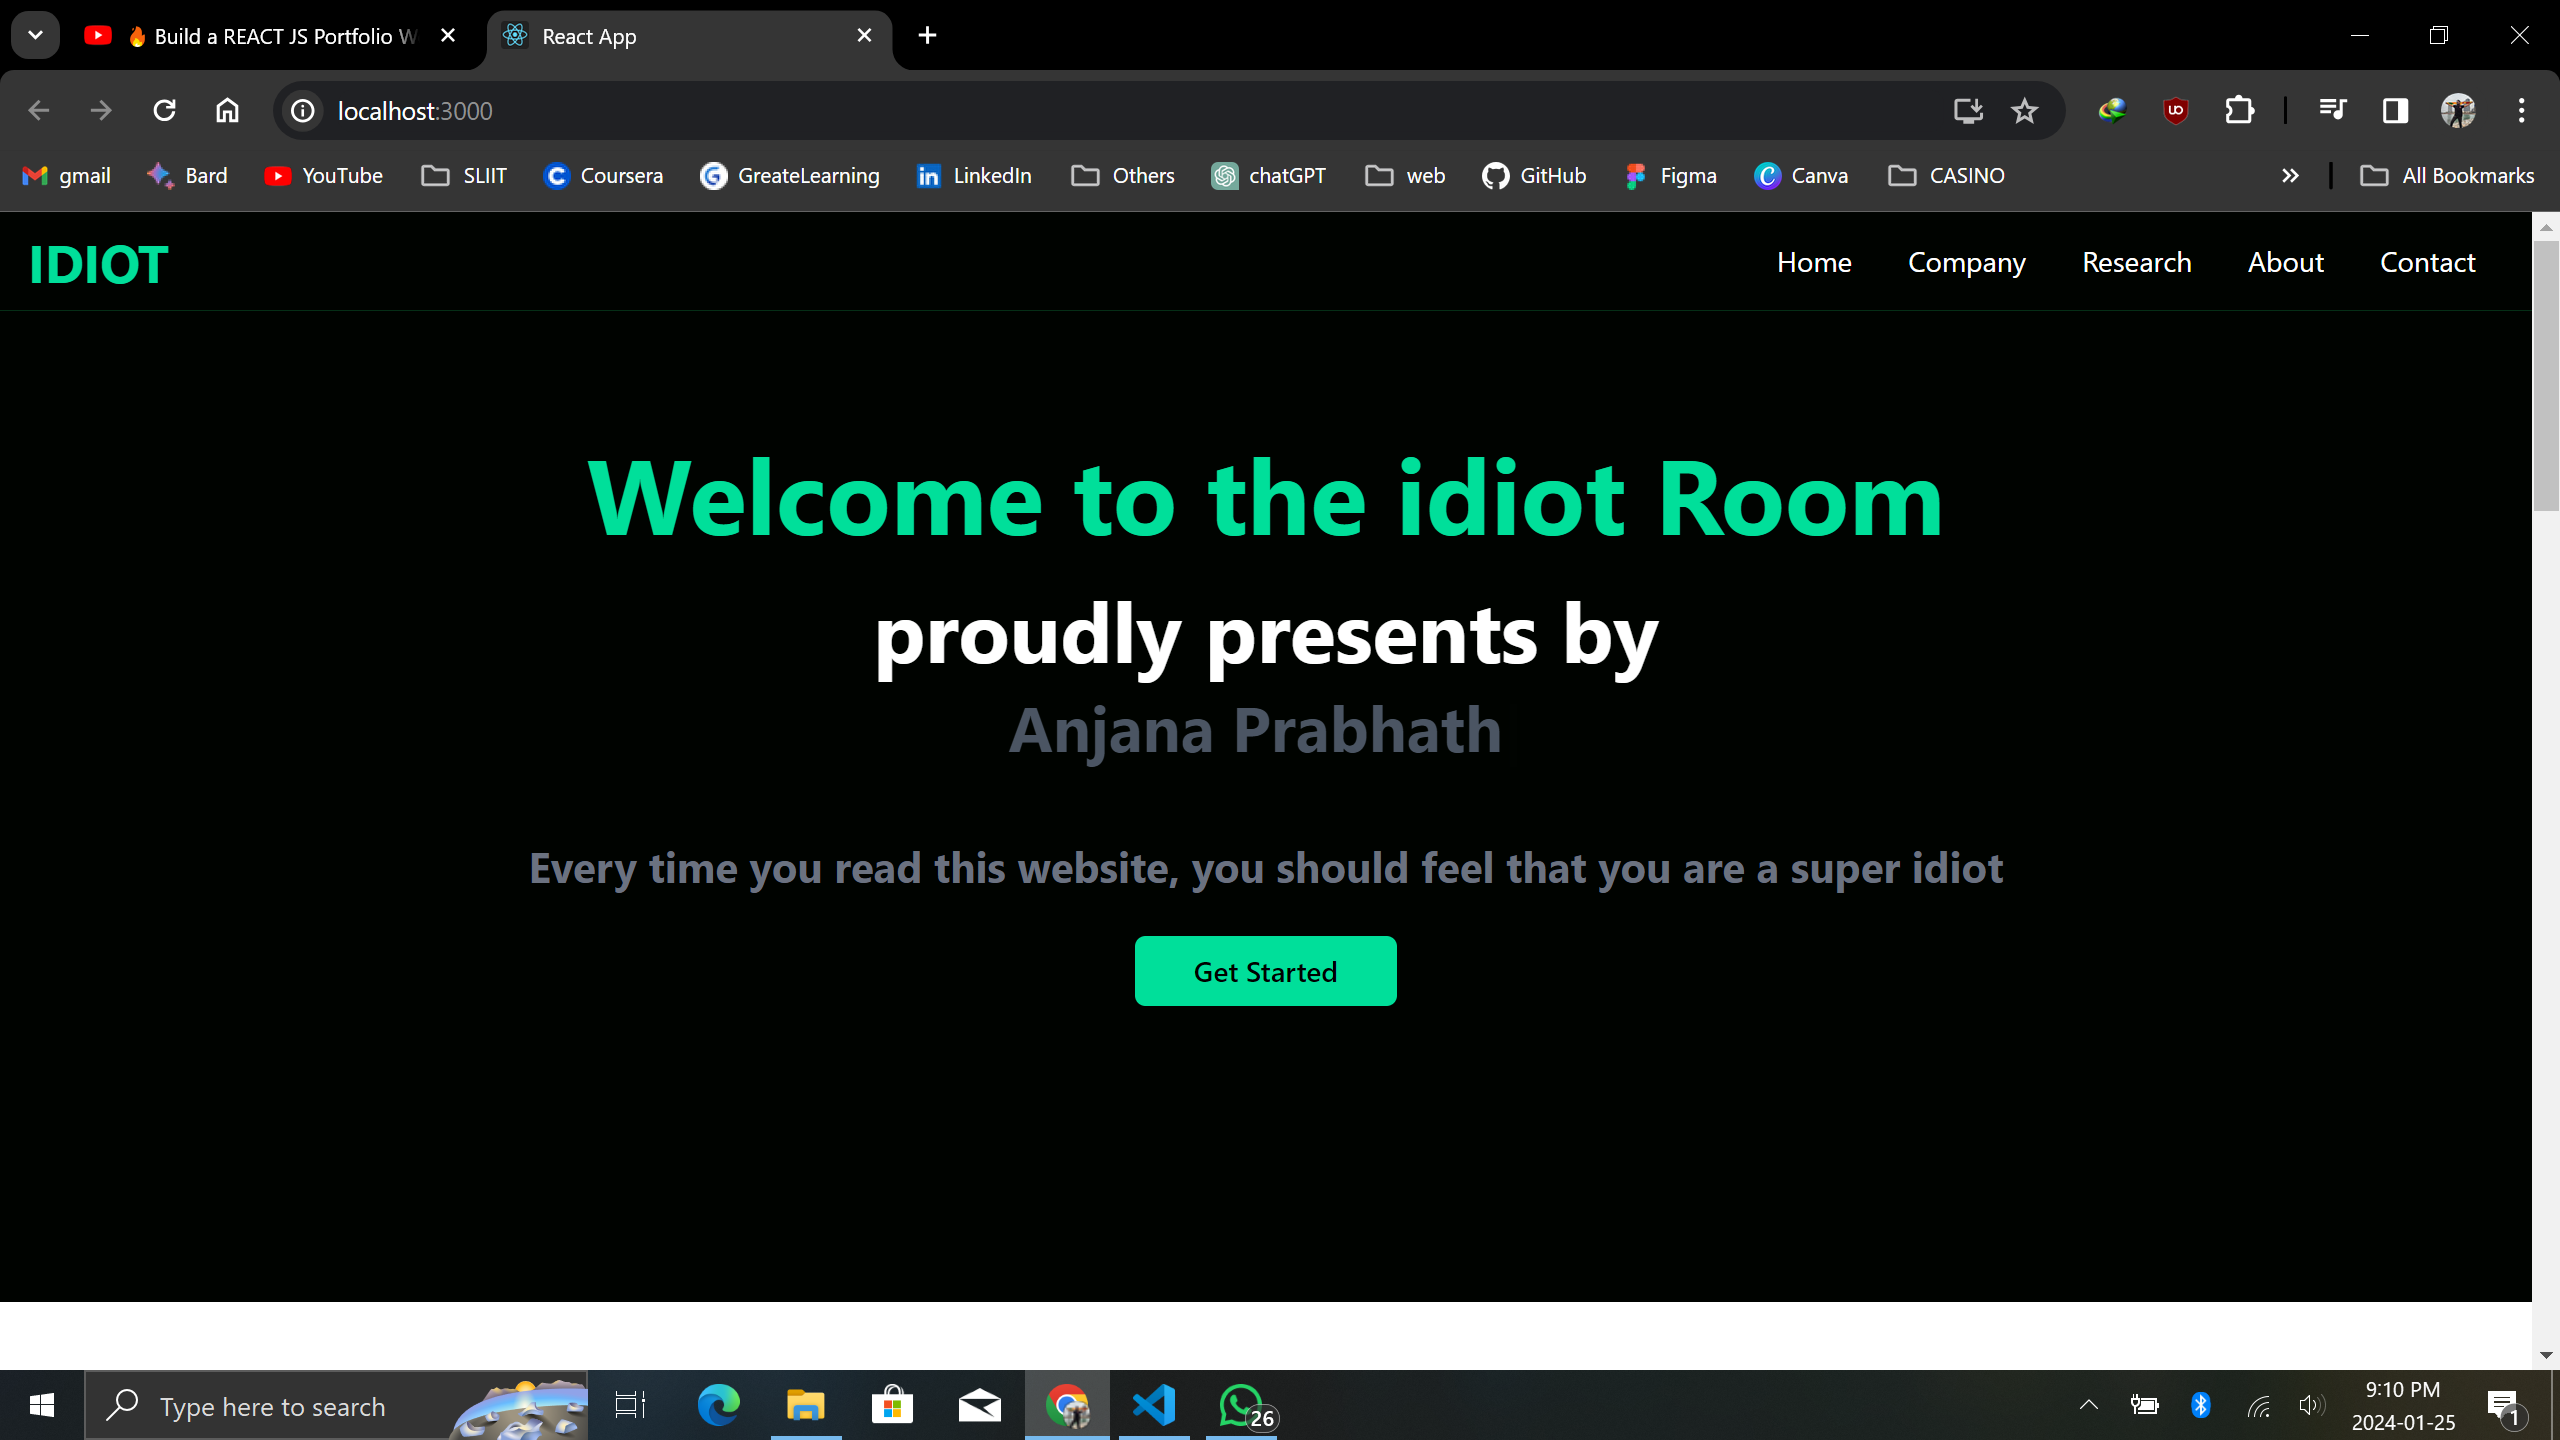 🔥 Build a REACT JS Portfolio W
React App
localhost:3000
gmail Bard YouTube SLIIT Coursera GreateLearning LinkedIn Others chatGPT web GitHub Figma Canva CASINO All Bookmarks
IDIOT
Home Company Research About Contact
Welcome to the idiot Room
proudly presents by
Anjana Prabhath
Every time you read this website, you should feel that you are a super idiot
Get Started
Type here to search
26
9:10 PM
2024-01-25
1